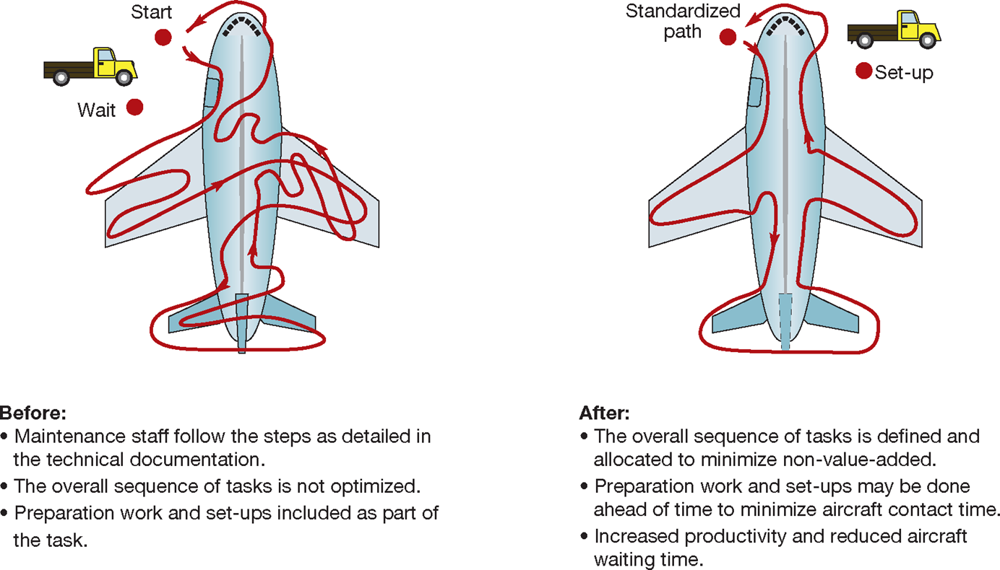 Start
Wait
Standardized
path
Set-up
Before:
• Maintenance staff follow the steps as detailed in
the technical documentation.
• The overall sequence of tasks is not optimized.
• Preparation work and set-ups included as part of
the task.
After:
• The overall sequence of tasks is defined and
allocated to minimize non-value-added.
• Preparation work and set-ups may be done
ahead of time to minimize aircraft contact time.
• Increased productivity and reduced aircraft
waiting time.